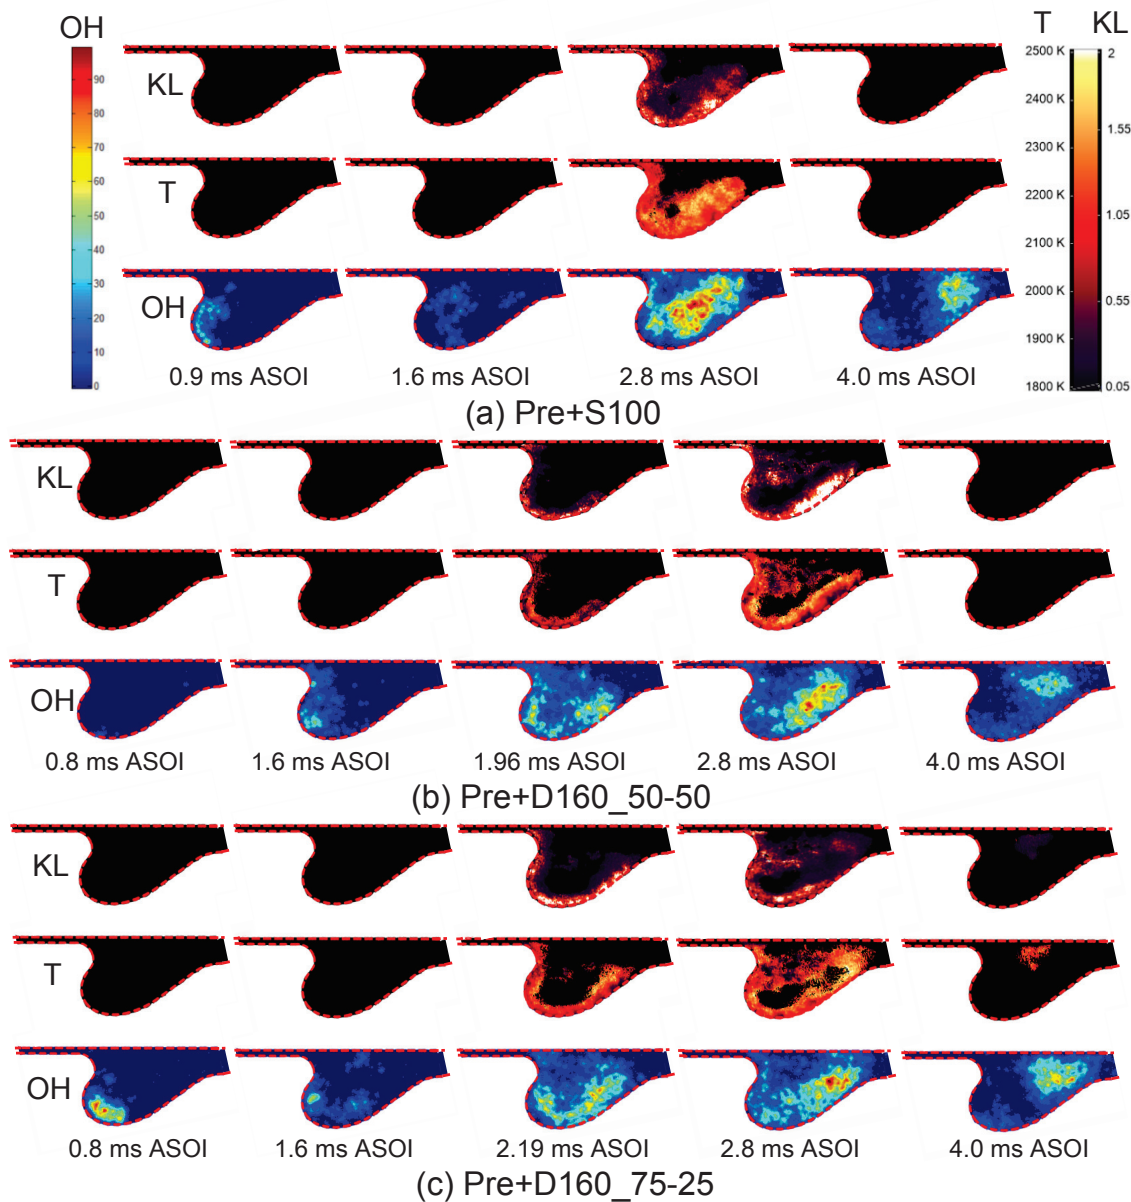 OH
T KL
90
80
70
60
50
40
30
20
10
0
2500 K
2400 K
2300 K
2200 K
2100 K
2000 K
1900 K
1800 K
2
1.55
1.05
0.55
0.05
KL
T
OH
0.9 ms ASOI 1.6 ms ASOI 2.8 ms ASOI 4.0 ms ASOI
(a) Pre+S100
KL
T
OH
0.8 ms ASOI 1.6 ms ASOI 1.96 ms ASOI 2.8 ms ASOI 4.0 ms ASOI
(b) Pre+D160_50-50
KL
T
OH
0.8 ms ASOI 1.6 ms ASOI 2.19 ms ASOI 2.8 ms ASOI 4.0 ms ASOI
(c) Pre+D160_75-25